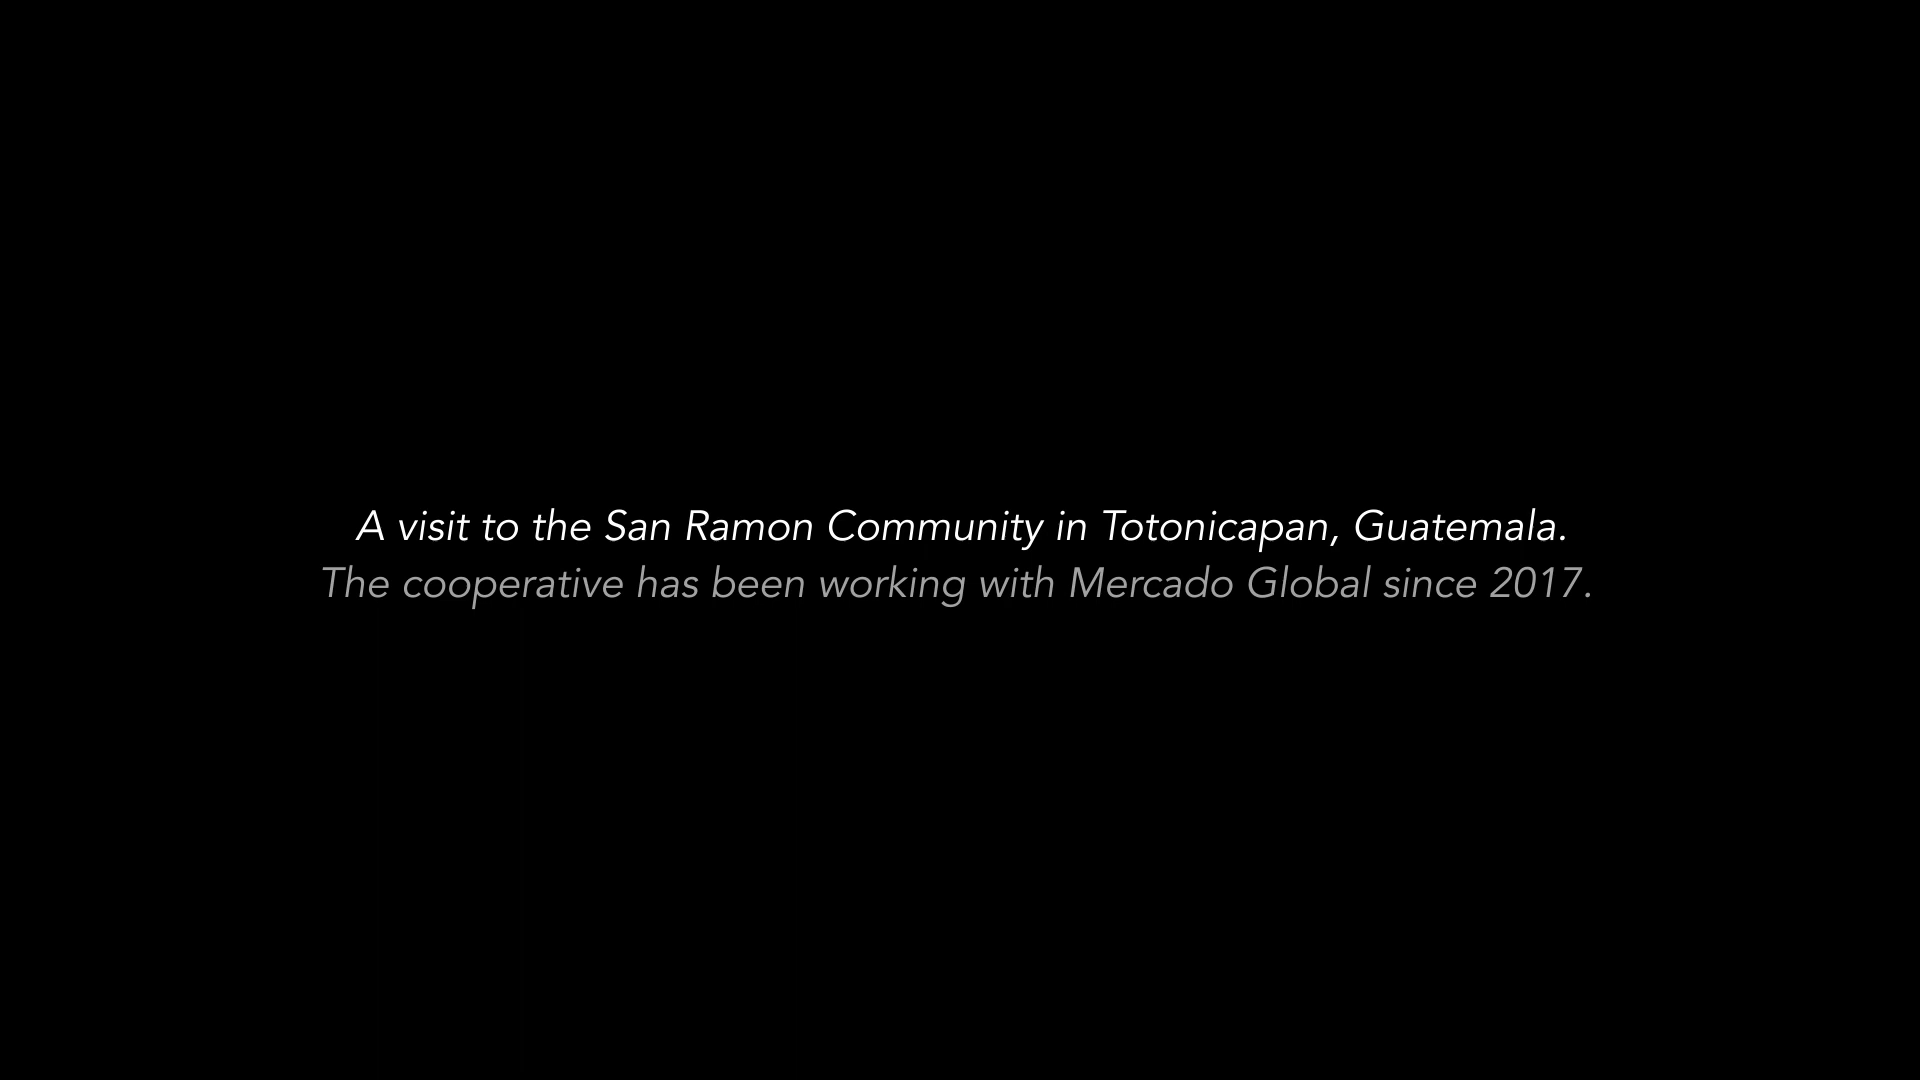 A visit to the San Ramon Community in Totonicapan, Guatemala.
The cooperative has been working with Mercado Global since 2017.